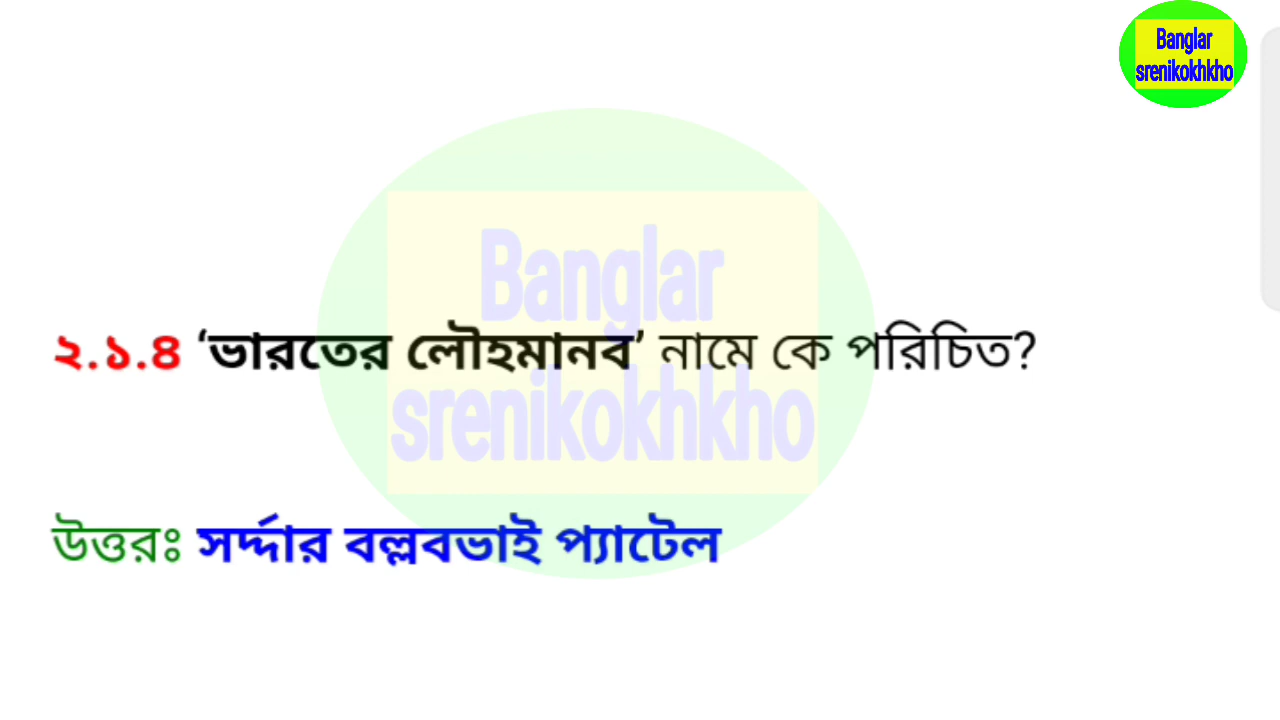 Banglar
srenikokhkho
Banglar
২.১.৪ ‘ভারতের লৌহমানব’ নামে কে পরিচিত?
srenikokhkho
উত্তরঃ সর্দ্দার বল্লবভাই প্যাটেল